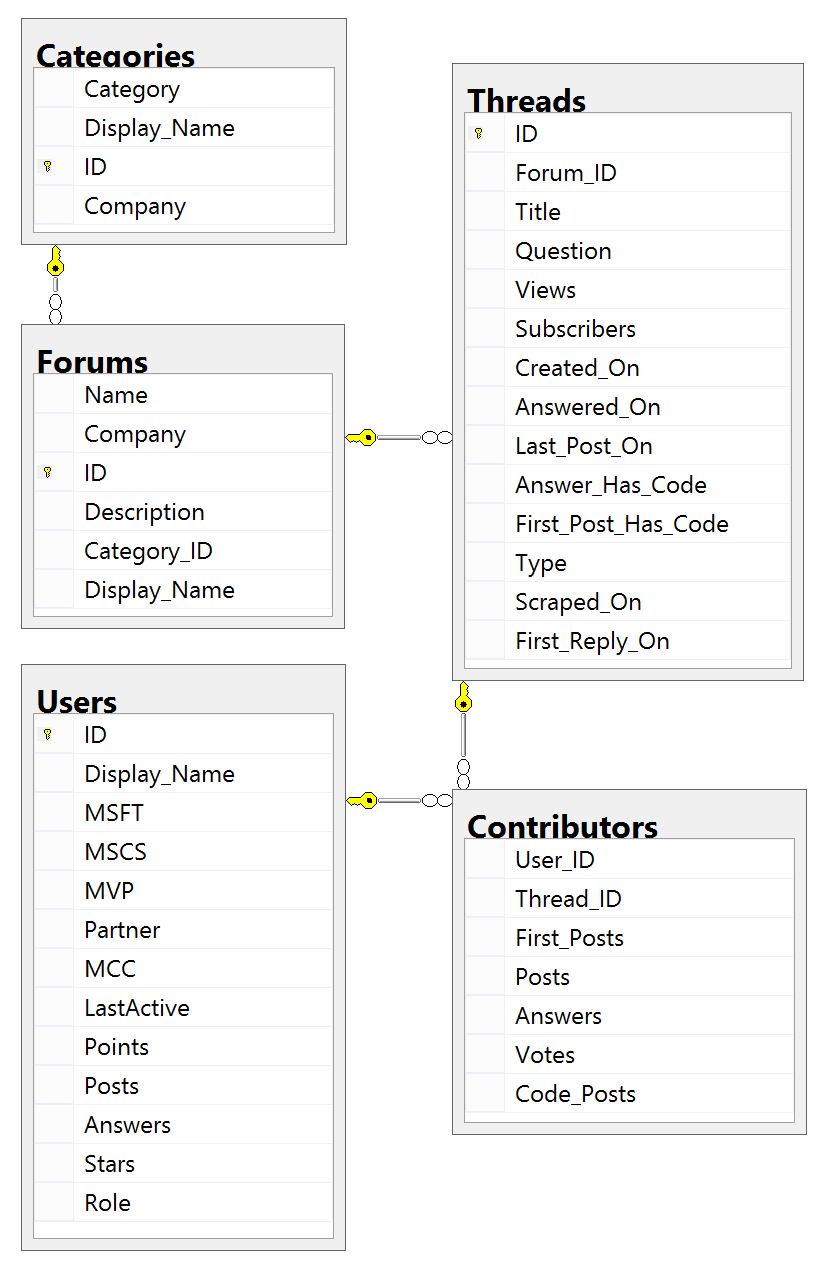 Categories
Category
Display_Name
ID
Company
Forums
Name
Company
ID
Description
Category_ID
Display_Name
Users
ID
Display_Name
MSFT
MSCS
MVP
Partner
MCC
LastActive
Points
Posts
Answers
Stars
Role
Threads
ID
Forum_ID
Title
Question
Views
Subscribers
Created_On
Answered_On
Last_Post_On
Answer_Has_Code
First_Post_Has_Code
Type
Scraped_On
First_Reply_On
Contributors
User_ID
Thread_ID
First_Posts
Posts
Answers
Votes
Code_Posts